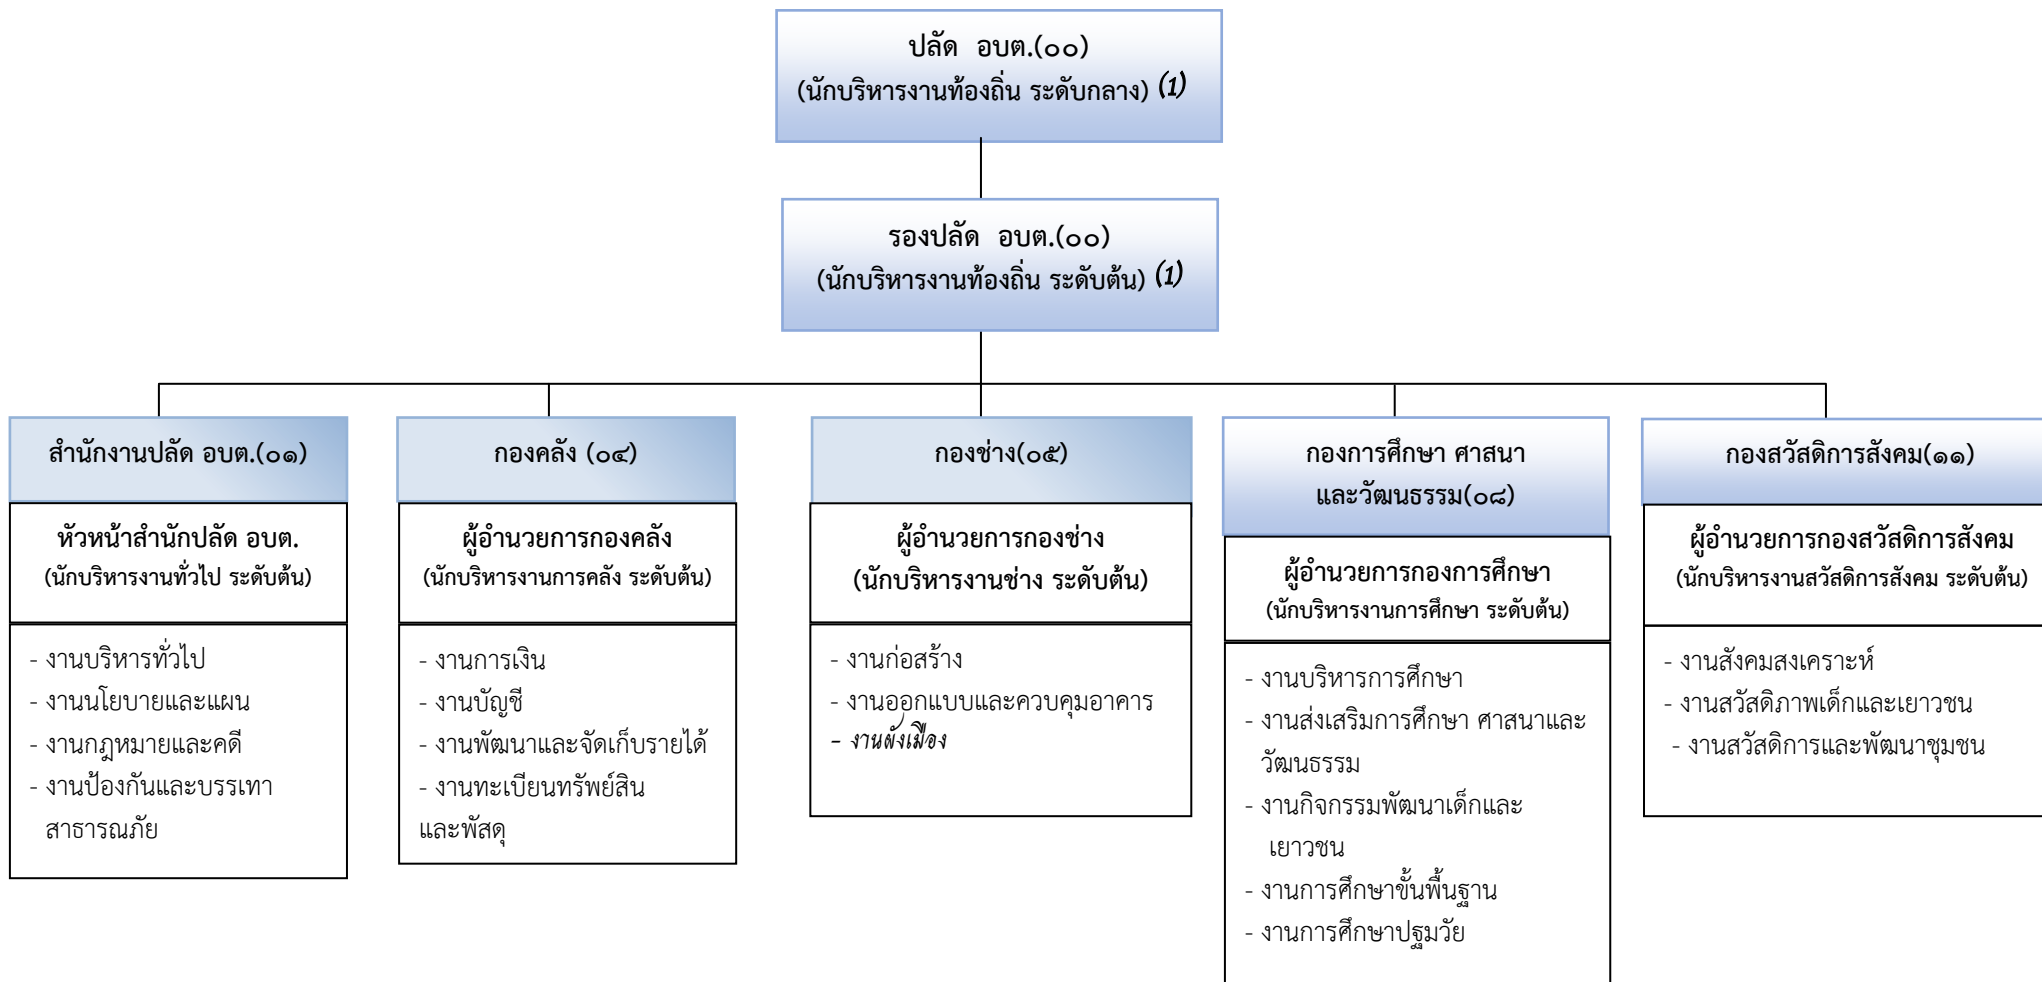 ปลัด  อบต.(๐๐)
(นักบริหารงานท้องถิ่น ระดับกลาง) (1)
รองปลัด  อบต.(๐๐)
(นักบริหารงานท้องถิ่น ระดับต้น) (1)
สำนักงานปลัด อบต.(๐๑)
หัวหน้าสำนักปลัด อบต.
(นักบริหารงานทั่วไป ระดับต้น)
- งานบริหารทั่วไป
- งานนโยบายและแผน
- งานกฎหมายและคดี
- งานป้องกันและบรรเทา
สาธารณภัย
กองคลัง (๐๔)
ผู้อำนวยการกองคลัง
(นักบริหารงานการคลัง ระดับต้น)
- งานการเงิน
- งานบัญชี
- งานพัฒนาและจัดเก็บรายได้
- งานทะเบียนทรัพย์สิน
และพัสดุ
กองช่าง(๐๕)
ผู้อำนวยการกองช่าง
(นักบริหารงานช่าง ระดับต้น)
- งานก่อสร้าง
- งานออกแบบและควบคุมอาคาร
- งานผังเมือง
กองการศึกษา ศาสนา
และวัฒนธรรม(๐๘)
ผู้อำนวยการกองการศึกษา
(นักบริหารงานการศึกษา ระดับต้น)
- งานบริหารการศึกษา
- งานส่งเสริมการศึกษา ศาสนาและ
วัฒนธรรม
- งานกิจกรรมพัฒนาเด็กและ
เยาวชน
- งานการศึกษาขั้นพื้นฐาน
- งานการศึกษาปฐมวัย
กองสวัสดิการสังคม(๑๑)
ผู้อำนวยการกองสวัสดิการสังคม
(นักบริหารงานสวัสดิการสังคม ระดับต้น)
- งานสังคมสงเคราะห์
- งานสวัสดิภาพเด็กและเยาวชน
- งานสวัสดิการและพัฒนาชุมชน